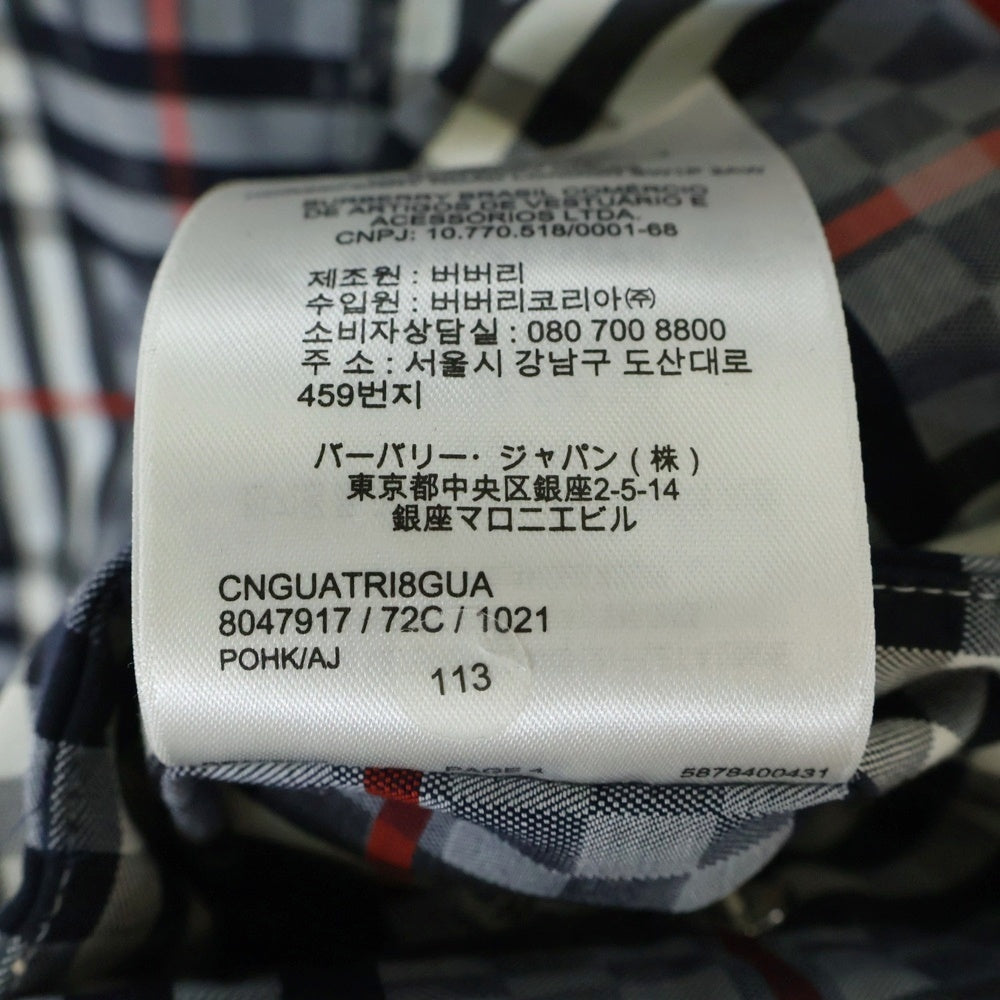 BURBERRY BRASIL COMÉRCIO
DE ARTIGOS DE VESTUÁRIO E
ACESSÓRIOS LTDA.
CNPJ: 10.770.518/0001-68
제조원 : 버버리
수입원 : 버버리코리아㈜
소비자상담실 : 080 700 8800
주 소 : 서울시 강남구 도산대로
459번지
バーバリー・ジャパン ( 株 )
東京都中央区銀座2-5-14
銀座マロニエビル
CNGUATRI8GUA
8047917 / 72C / 1021
POHK/AJ
113
PAGE 4 5878400431